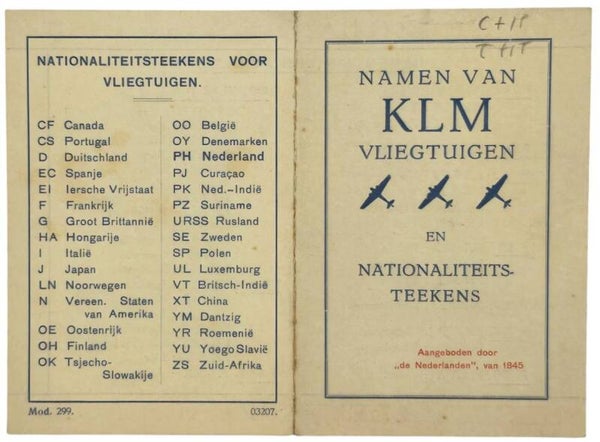 NATIONALITEITSTEEKENS VOOR
VLIEGTUIGEN.
CF Canada
CS Portugal
D Duitschland
EC Spanje
EI Iersche Vrijstaat
F Frankrijk
G Groot Brittannië
HA Hongarije
I Italië
J Japan
LN Noorwegen
N Vereen. Staten
van Amerika
OE Oostenrijk
OH Finland
OK Tsjecho-
Slowakije
OO België
OY Denemarken
PH Nederland
PJ Curaçao
PK Ned.-Indië
PZ Suriname
URSS Rusland
SE Zweden
SP Polen
UL Luxemburg
VT Britsch-Indië
XT China
YM Dantzig
YR Roemenië
YU YoegoSlavië
ZS Zuid-Afrika
Mod. 299.
03207.
NAMEN VAN
KLM
VLIEGTUIGEN
EN
NATIONALITEITS-
TEEKENS
Aangeboden door
„de Nederlanden", van 1845